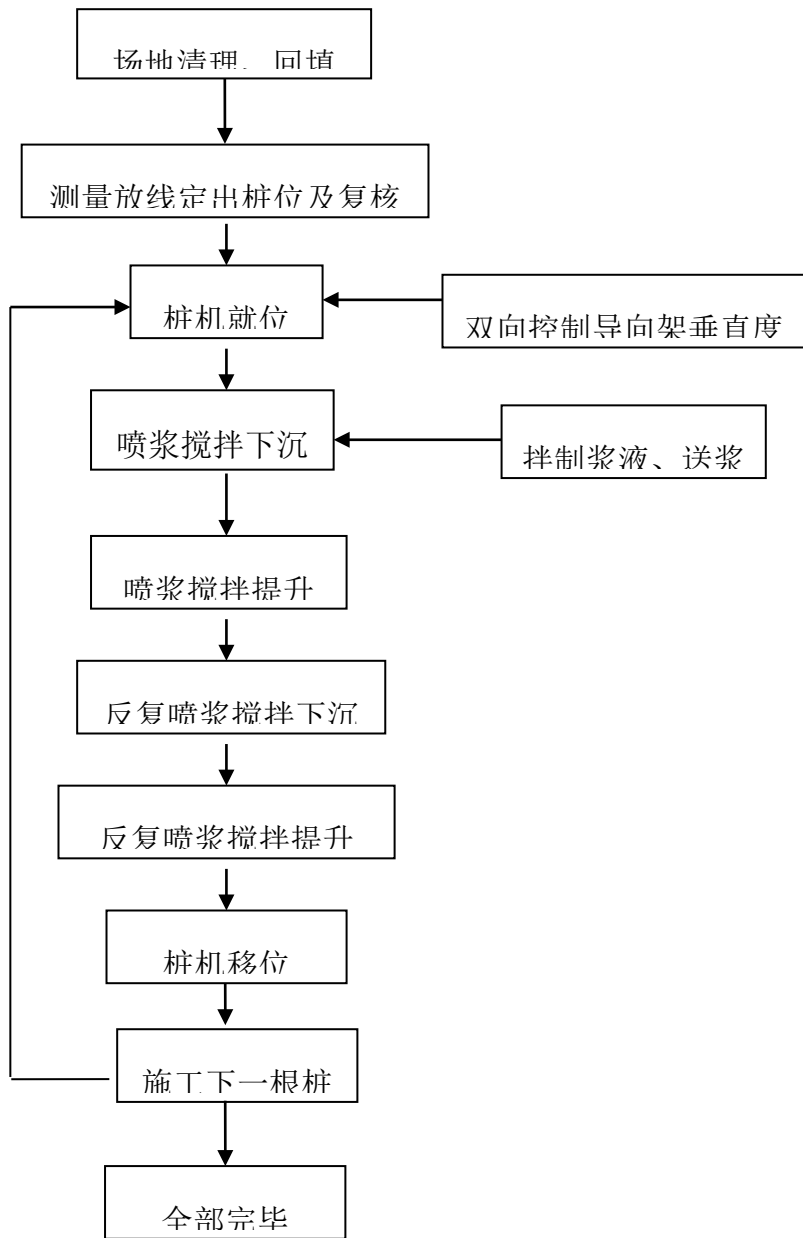 场地清理、回填
测量放线定出桩位及复核
桩机就位
双向控制导向架垂直度
喷浆搅拌下沉
拌制浆液、送浆
喷浆搅拌提升
反复喷浆搅拌下沉
反复喷浆搅拌提升
桩机移位
施工下一根桩
全部完毕